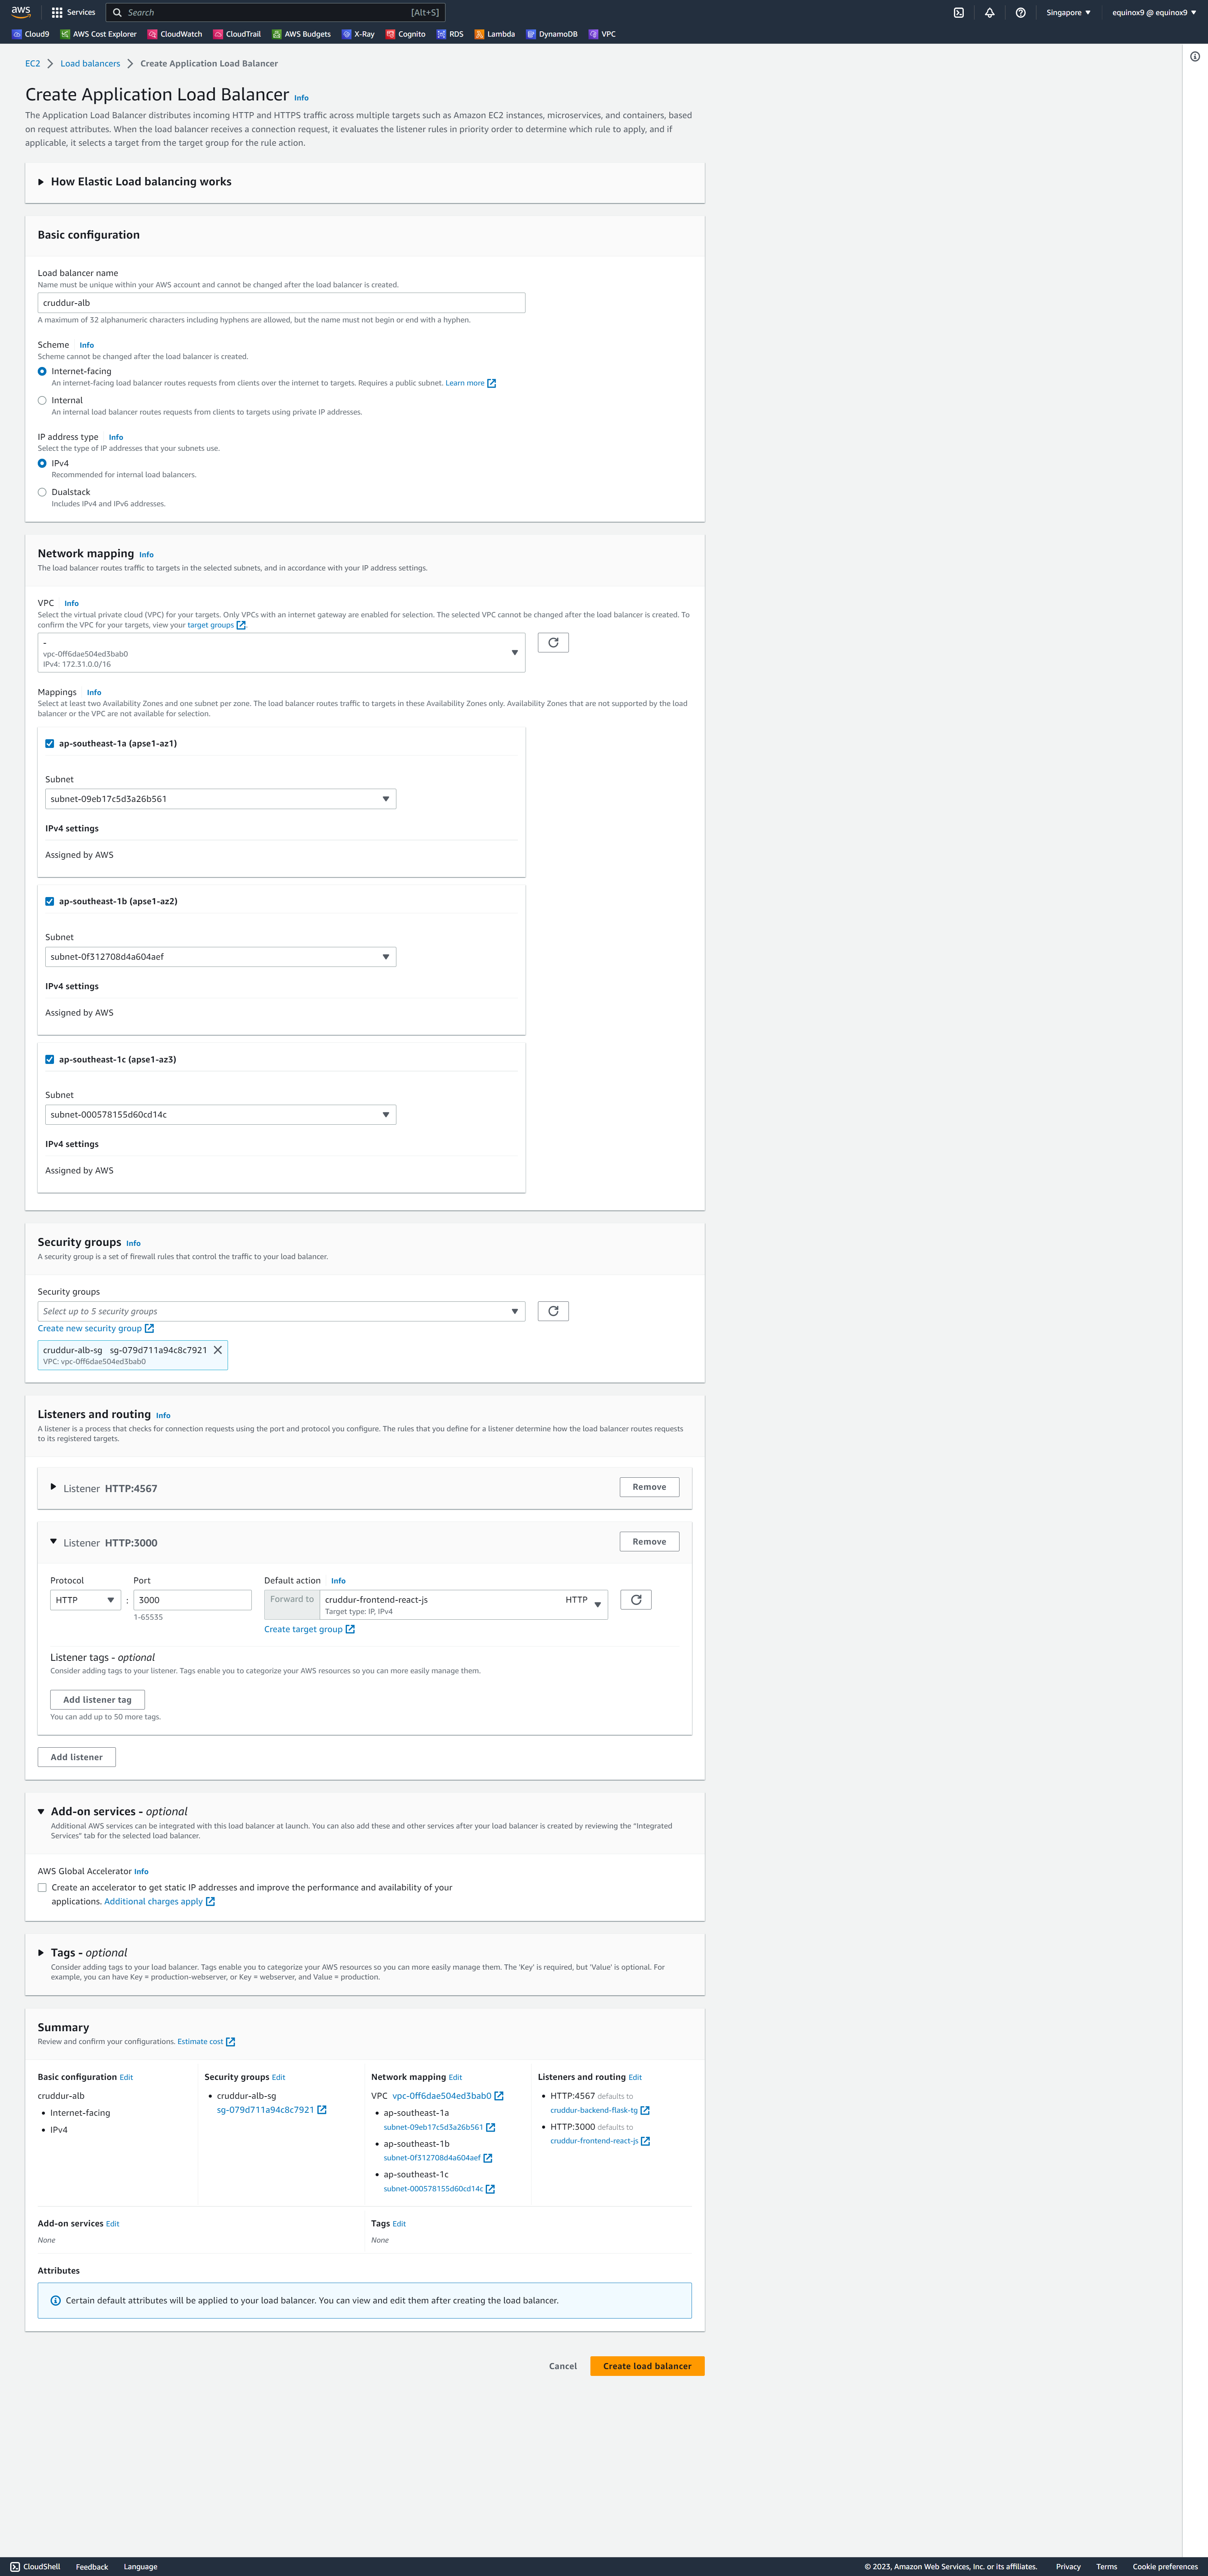 aws
Services
Search
[Alt+S]
Singapore
equinox9 @ equinox9
Cloud9
AWS Cost Explorer
CloudWatch
CloudTrail
AWS Budgets
X-Ray
Cognito
RDS
Lambda
DynamoDB
VPC
EC2 > Load balancers > Create Application Load Balancer
Create Application Load Balancer Info
The Application Load Balancer distributes incoming HTTP and HTTPS traffic across multiple targets such as Amazon EC2 instances, microservices, and containers, based
on request attributes. When the load balancer receives a connection request, it evaluates the listener rules in priority order to determine which rule to apply, and if
applicable, it selects a target from the target group for the rule action.
How Elastic Load balancing works
Basic configuration
Load balancer name
Name must be unique within your AWS account and cannot be changed after the load balancer is created.
cruddur-alb
A maximum of 32 alphanumeric characters including hyphens are allowed, but the name must not begin or end with a hyphen.
Scheme Info
Scheme cannot be changed after the load balancer is created.
Internet-facing
An internet-facing load balancer routes requests from clients over the internet to targets. Requires a public subnet. Learn more
Internal
An internal load balancer routes requests from clients to targets using private IP addresses.
IP address type Info
Select the type of IP addresses that your subnets use.
IPv4
Recommended for internal load balancers.
Dualstack
Includes IPv4 and IPv6 addresses.
Network mapping Info
The load balancer routes traffic to targets in the selected subnets, and in accordance with your IP address settings.
VPC Info
Select the virtual private cloud (VPC) for your targets. Only VPCs with an internet gateway are enabled for selection. The selected VPC cannot be changed after the load balancer is created. To
confirm the VPC for your targets, view your target groups
-
vpc-0ff6dae504ed3bab0
IPv4: 172.31.0.0/16
Mappings Info
Select at least two Availability Zones and one subnet per zone. The load balancer routes traffic to targets in these Availability Zones only. Availability Zones that are not supported by the load
balancer or the VPC are not available for selection.
ap-southeast-1a (apse1-az1)
Subnet
subnet-09eb17c5d3a26b561
IPv4 settings
Assigned by AWS
ap-southeast-1b (apse1-az2)
Subnet
subnet-0f312708d4a604aef
IPv4 settings
Assigned by AWS
ap-southeast-1c (apse1-az3)
Subnet
subnet-000578155d60cd14c
IPv4 settings
Assigned by AWS
Security groups Info
A security group is a set of firewall rules that control the traffic to your load balancer.
Security groups
Select up to 5 security groups
Create new security group
cruddur-alb-sg sg-079d711a94c8c7921
VPC: vpc-0ff6dae504ed3bab0
Listeners and routing Info
A listener is a process that checks for connection requests using the port and protocol you configure. The rules that you define for a listener determine how the load balancer routes requests
to its registered targets.
Listener HTTP:4567
Remove
Listener HTTP:3000
Remove
Protocol Port Default action Info
HTTP : 3000 Forward to cruddur-frontend-react-js HTTP
1-65535 Target type: IP, IPv4
Create target group
Listener tags - optional
Consider adding tags to your listener. Tags enable you to categorize your AWS resources so you can more easily manage them.
Add listener tag
You can add up to 50 more tags.
Add listener
Add-on services - optional
Additional AWS services can be integrated with this load balancer at launch. You can also add these and other services after your load balancer is created by reviewing the "Integrated
Services" tab for the selected load balancer.
AWS Global Accelerator Info
Create an accelerator to get static IP addresses and improve the performance and availability of your
applications. Additional charges apply
Tags - optional
Consider adding tags to your load balancer. Tags enable you to categorize your AWS resources so you can more easily manage them. The 'Key' is required, but 'Value' is optional. For
example, you can have Key = production-webserver, or Key = webserver, and Value = production.
Summary
Review and confirm your configurations. Estimate cost
Basic configuration Edit
cruddur-alb
• Internet-facing
• IPv4
Security groups Edit
• cruddur-alb-sg
sg-079d711a94c8c7921
Network mapping Edit
VPC vpc-0ff6dae504ed3bab0
• ap-southeast-1a
subnet-09eb17c5d3a26b561
• ap-southeast-1b
subnet-0f312708d4a604aef
• ap-southeast-1c
subnet-000578155d60cd14c
Listeners and routing Edit
• HTTP:4567 defaults to
cruddur-backend-flask-tg
• HTTP:3000 defaults to
cruddur-frontend-react-js
Add-on services Edit
None
Tags Edit
None
Attributes
Certain default attributes will be applied to your load balancer. You can view and edit them after creating the load balancer.
Cancel
Create load balancer
CloudShell
Feedback
Language
© 2023, Amazon Web Services, Inc. or its affiliates.
Privacy
Terms
Cookie preferences